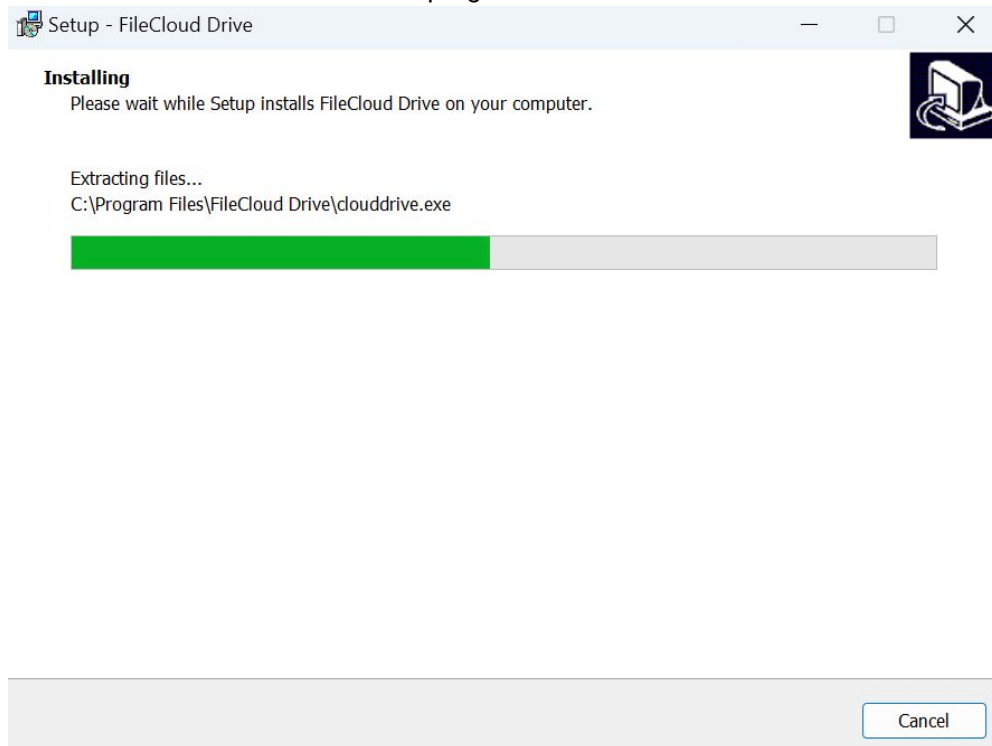 Setup - FileCloud Drive
Installing
Please wait while Setup installs FileCloud Drive on your computer.
Extracting files...
C:\Program Files\FileCloud Drive\clouddrive.exe
Cancel